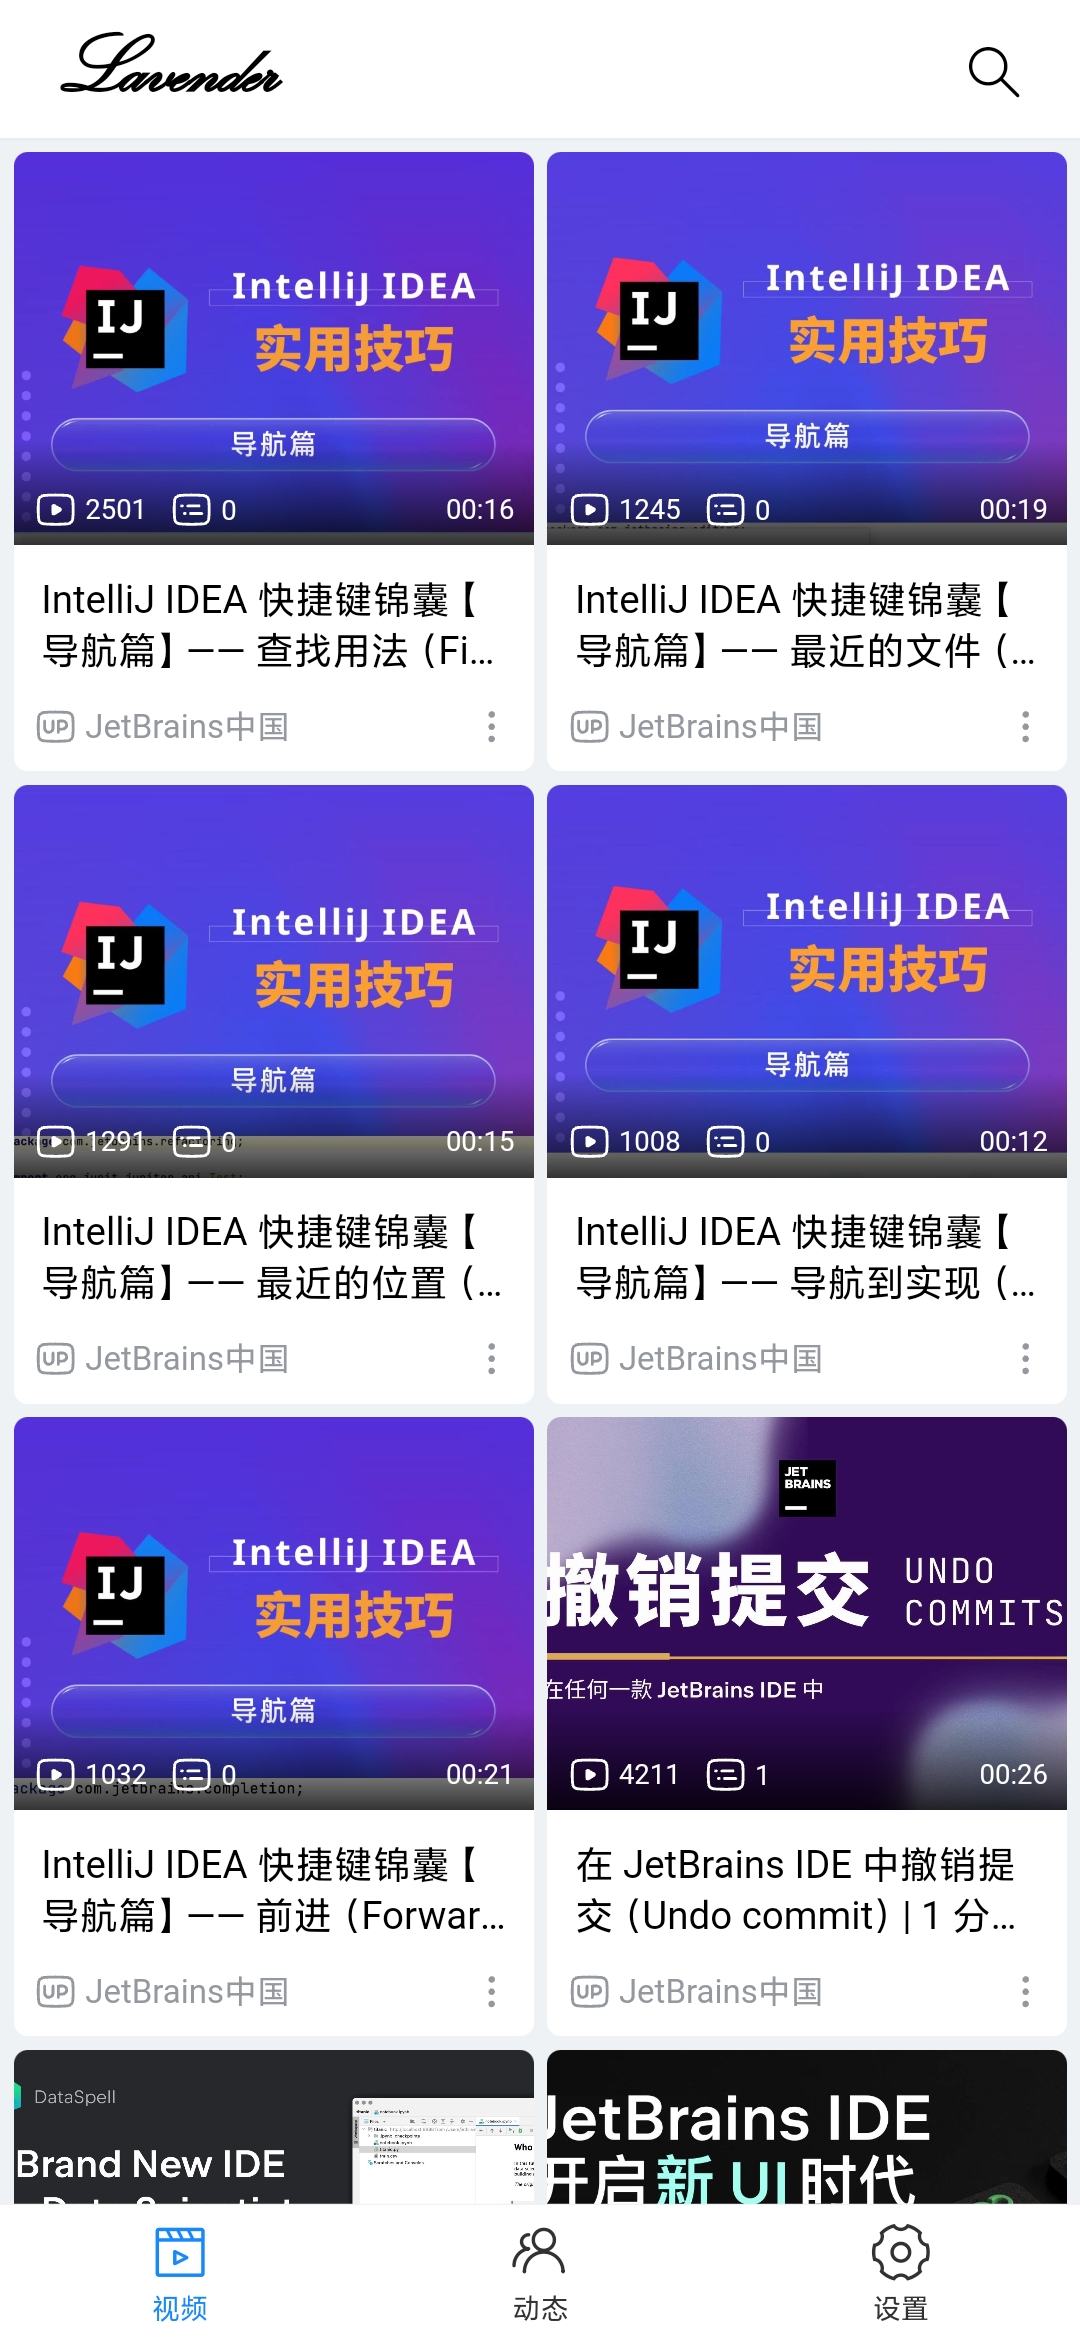 Lavender
IntelliJ IDEA
实用技巧
导航篇
2501 0 00:16
IntelliJ IDEA 快捷键锦囊【
导航篇】—— 查找用法（Fi...
UP JetBrains中国
IntelliJ IDEA
实用技巧
导航篇
1245 0 00:19
IntelliJ IDEA 快捷键锦囊【
导航篇】—— 最近的文件（...
UP JetBrains中国
IntelliJ IDEA
实用技巧
导航篇
1291 0 00:15
IntelliJ IDEA 快捷键锦囊【
导航篇】—— 最近的位置（...
UP JetBrains中国
IntelliJ IDEA
实用技巧
导航篇
1008 0 00:12
IntelliJ IDEA 快捷键锦囊【
导航篇】—— 导航到实现（...
UP JetBrains中国
IJ
IntelliJ IDEA
实用技巧
导航篇
1032 0 00:21
com.jetbrains.completion;
IntelliJ IDEA 快捷键锦囊【
导航篇】—— 前进（Forwar...
UP JetBrains中国
JET
BRAINS
撤销提交 UNDO
COMMITS
在任何一款 JetBrains IDE 中
4211 1 00:26
在 JetBrains IDE 中撤销提
交（Undo commit）| 1 分...
UP JetBrains中国
DataSpell
Brand New IDE
Data Scientist
JetBrains IDE
开启新 UI 时代
视频
动态
设置